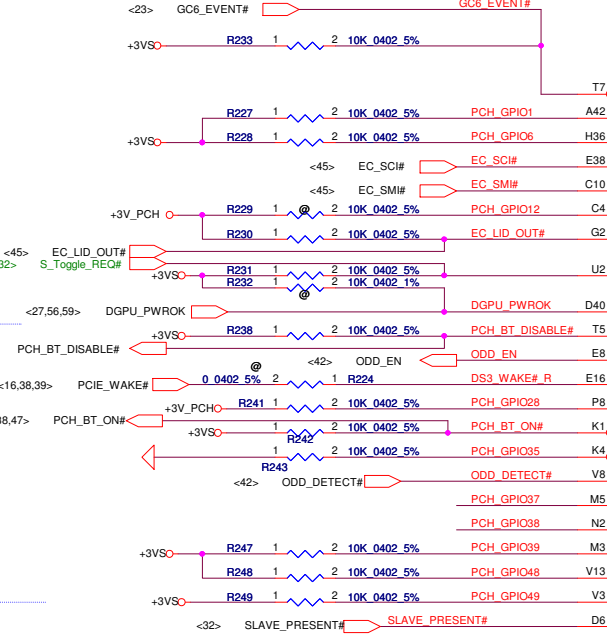 <23> GC6_EVENT# GC6_EVENT#
+3VS R233 1 2 10K_0402_5%
T7
R227 1 2 10K_0402_5% PCH_GPIO1 A42
+3VS R228 1 2 10K_0402_5% PCH_GPIO6 H36
<45> EC_SCI# EC_SCI# E38
<45> EC_SMI# EC_SMI# C10
+3V_PCH R229 1 @ 2 10K_0402_5% PCH_GPIO12 C4
R230 1 2 10K_0402_5% EC_LID_OUT# G2
<45> EC_LID_OUT#
32> S_Toggle_REQ#
+3VS R231 1 2 10K_0402_5% U2
R232 1 @ 2 10K_0402_1%
<27,56,59> DGPU_PWROK DGPU_PWROK D40
+3VS R238 1 2 10K_0402_5% PCH_BT_DISABLE# T5
PCH_BT_DISABLE#
<42> ODD_EN ODD_EN E8
<16,38,39> PCIE_WAKE# 0_0402_5% @ 2 1 R224 DS3_WAKE#_R E16
+3V_PCH R241 1 2 10K_0402_5% PCH_GPIO28 P8
38,47> PCH_BT_ON#
+3VS R242 1 2 10K_0402_5% PCH_BT_ON# K1
R243 1 2 10K_0402_5% PCH_GPIO35 K4
<42> ODD_DETECT# ODD_DETECT# V8
PCH_GPIO37 M5
PCH_GPIO38 N2
+3VS R247 1 2 10K_0402_5% PCH_GPIO39 M3
R248 1 2 10K_0402_5% PCH_GPIO48 V13
+3VS R249 1 2 10K_0402_5% PCH_GPIO49 V3
<32> SLAVE_PRESENT# SLAVE_PRESENT# D6